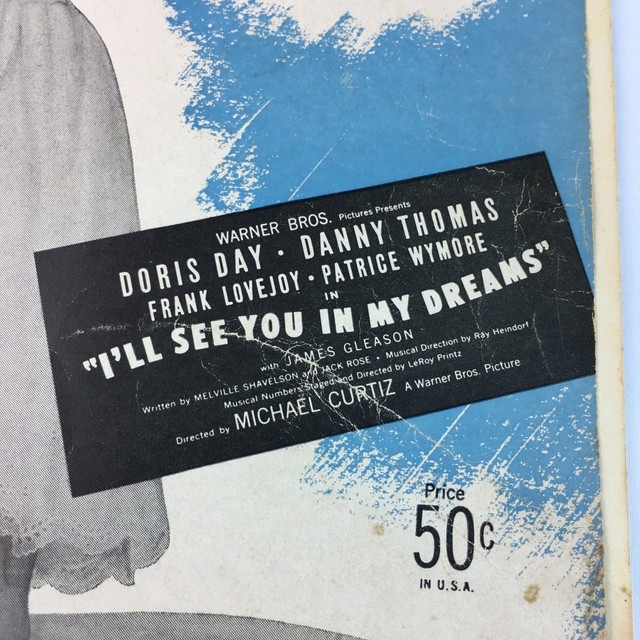 WARNER BROS. Pictures Presents
DORIS DAY • DANNY THOMAS
FRANK LOVEJOY • PATRICE WYMORE
IN
"I'LL SEE YOU IN MY DREAMS"
with JAMES GLEASON
Written by MELVILLE SHAVELSON and JACK ROSE • Musical Direction by Ray Heindorf
Musical Numbers Staged and Directed by LeRoy Printz
Directed by MICHAEL CURTIZ A Warner Bros. Picture
Price
50c
IN U.S.A.